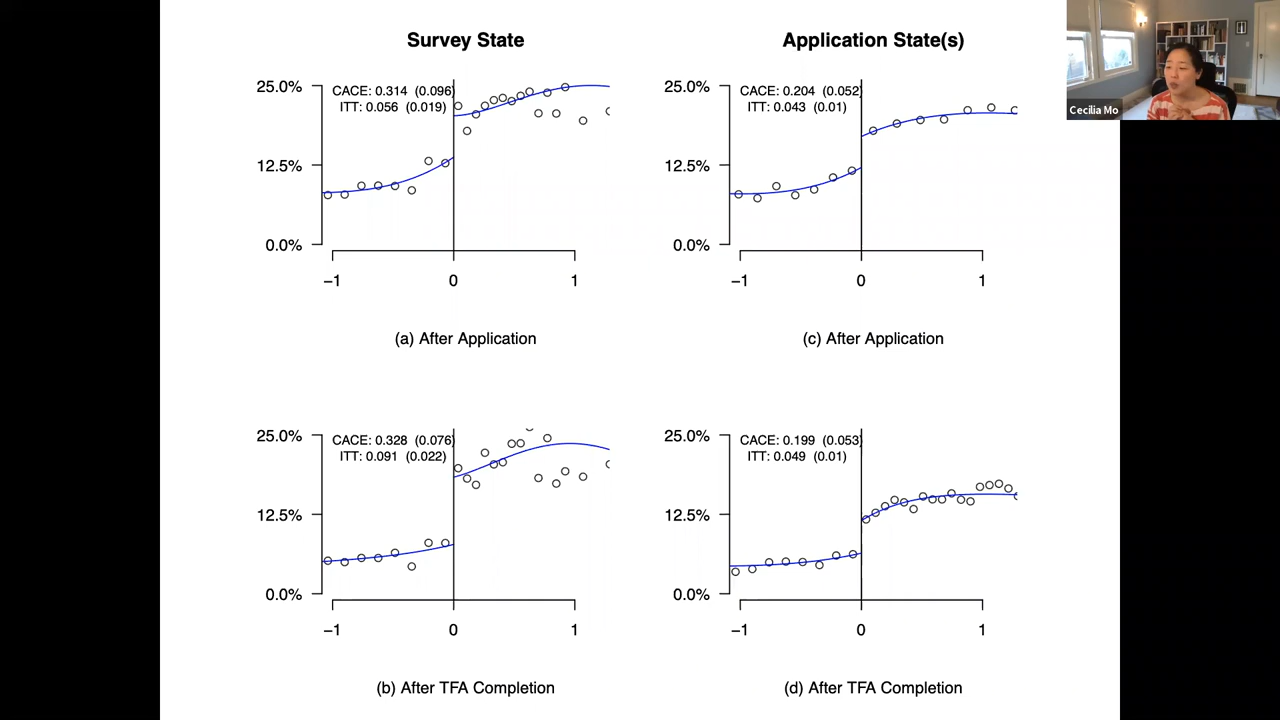 Survey State
25.0%
12.5%
0.0%
CACE: 0.314 (0.096)
ITT: 0.056 (0.019)
−1
0
1
(a) After Application
Application State(s)
25.0%
12.5%
0.0%
CACE: 0.204 (0.052)
ITT: 0.043 (0.01)
−1
0
1
(c) After Application
25.0%
12.5%
0.0%
CACE: 0.328 (0.076)
ITT: 0.091 (0.022)
−1
0
1
(b) After TFA Completion
25.0%
12.5%
0.0%
CACE: 0.199 (0.053)
ITT: 0.049 (0.01)
−1
0
1
(d) After TFA Completion
Cecilia Mo